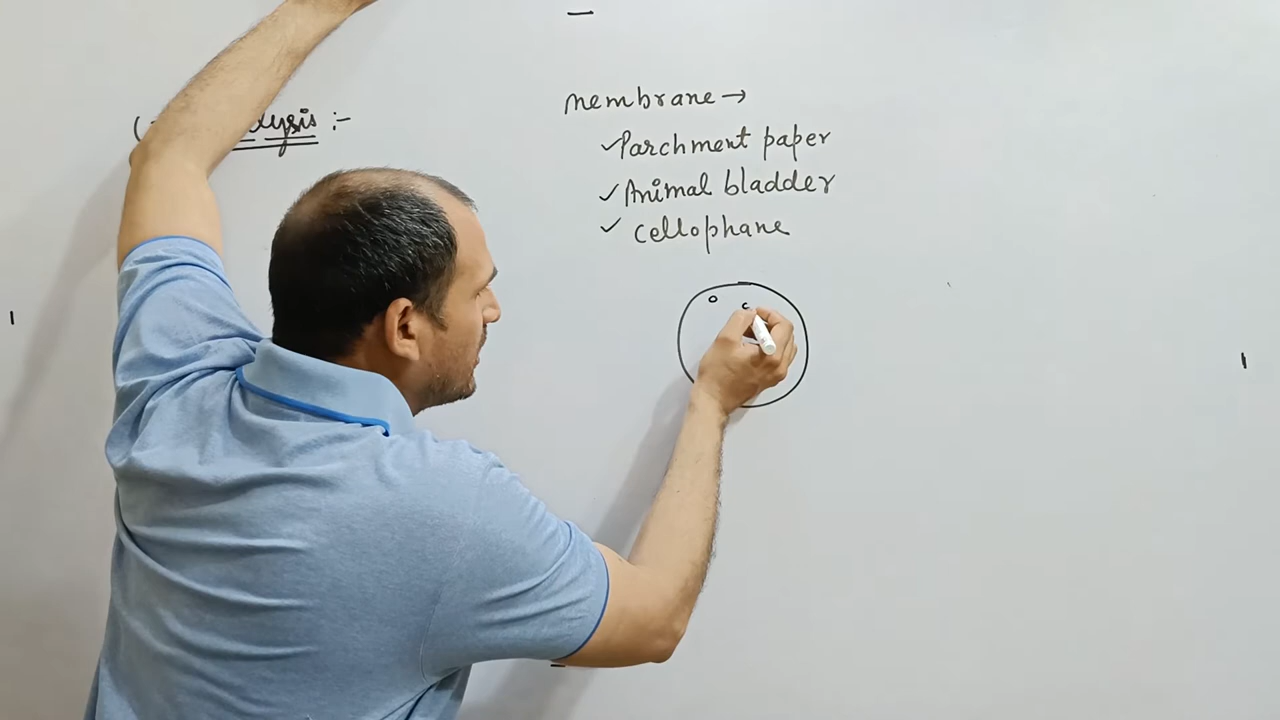 membrane →
✓ Parchment paper
✓ Animal bladder
✓ cellophane